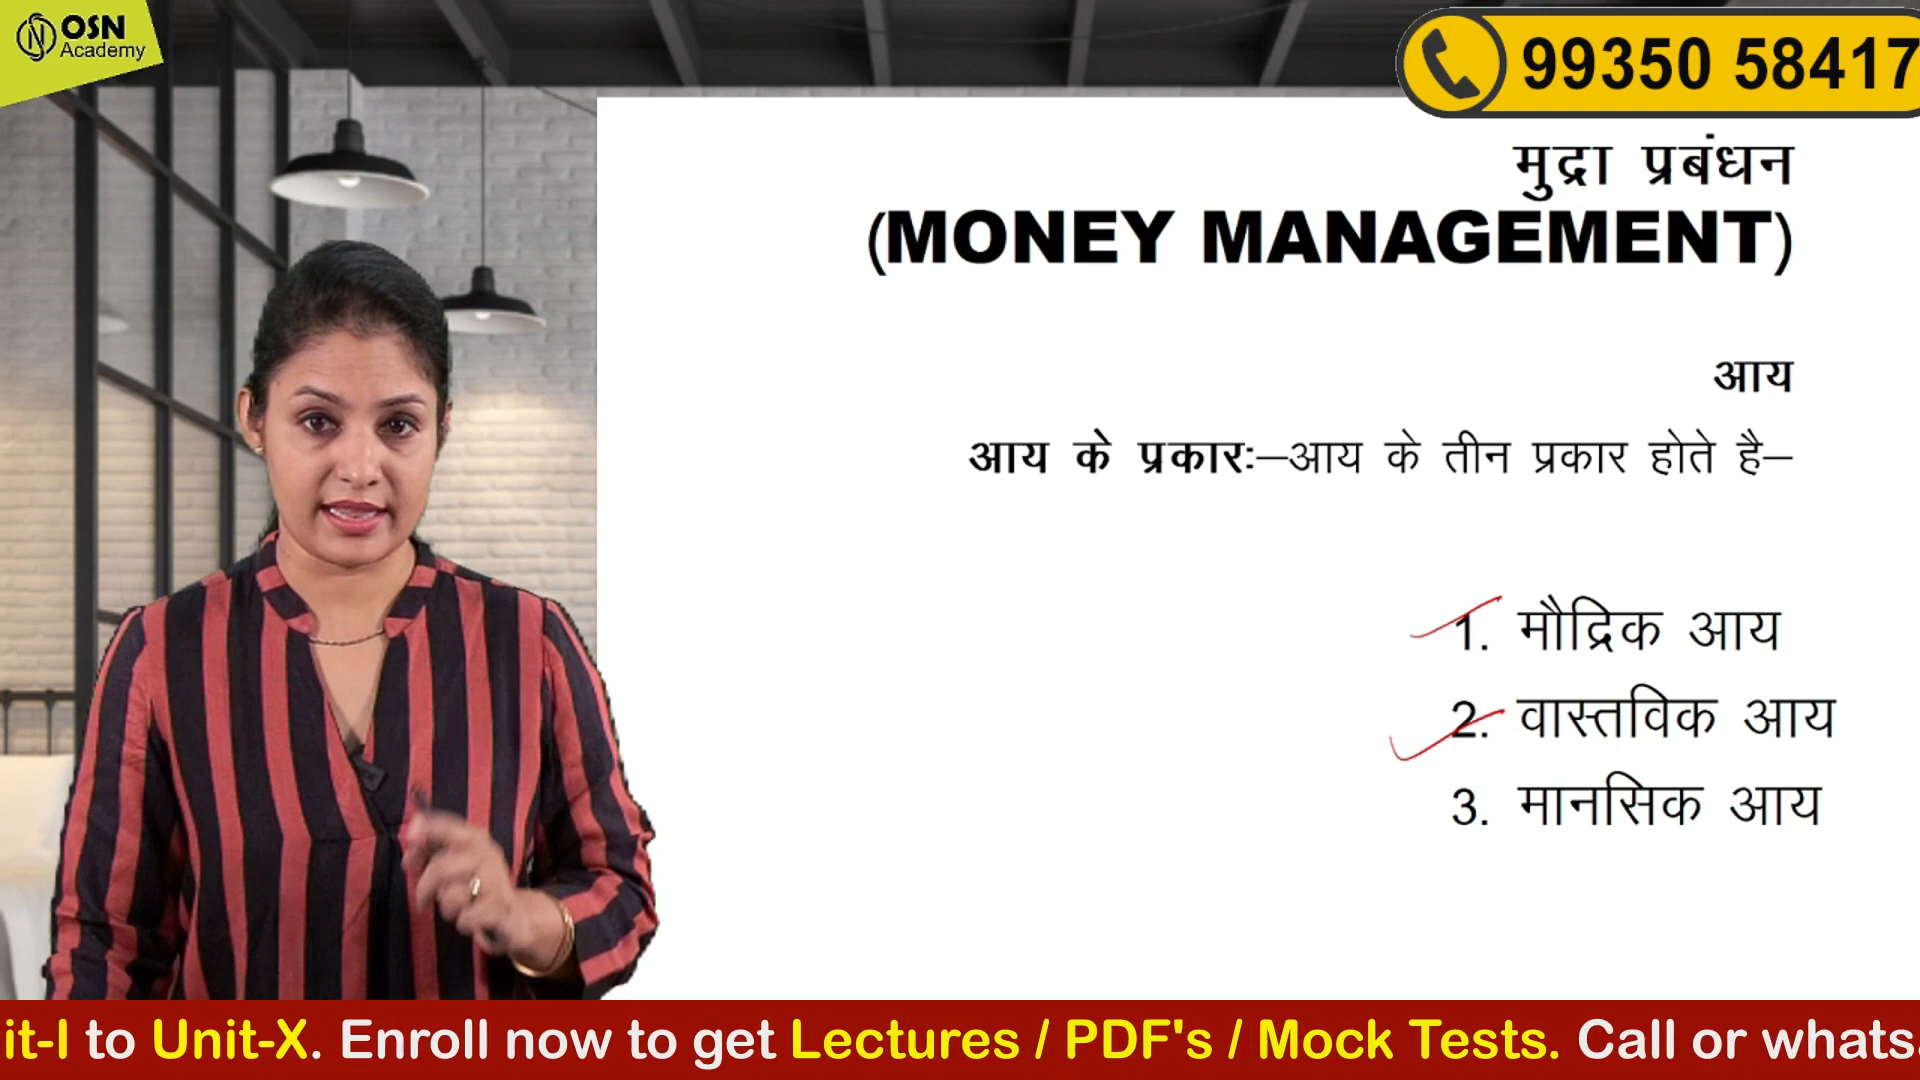 OSN
Academy
99350 58417
मुद्रा प्रबंधन
(MONEY MANAGEMENT)
आय
आय के प्रकारः–आय के तीन प्रकार होते है–
1. मौद्रिक आय
2. वास्तविक आय
3. मानसिक आय
it-I to Unit-X. Enroll now to get Lectures / PDF's / Mock Tests. Call or whats